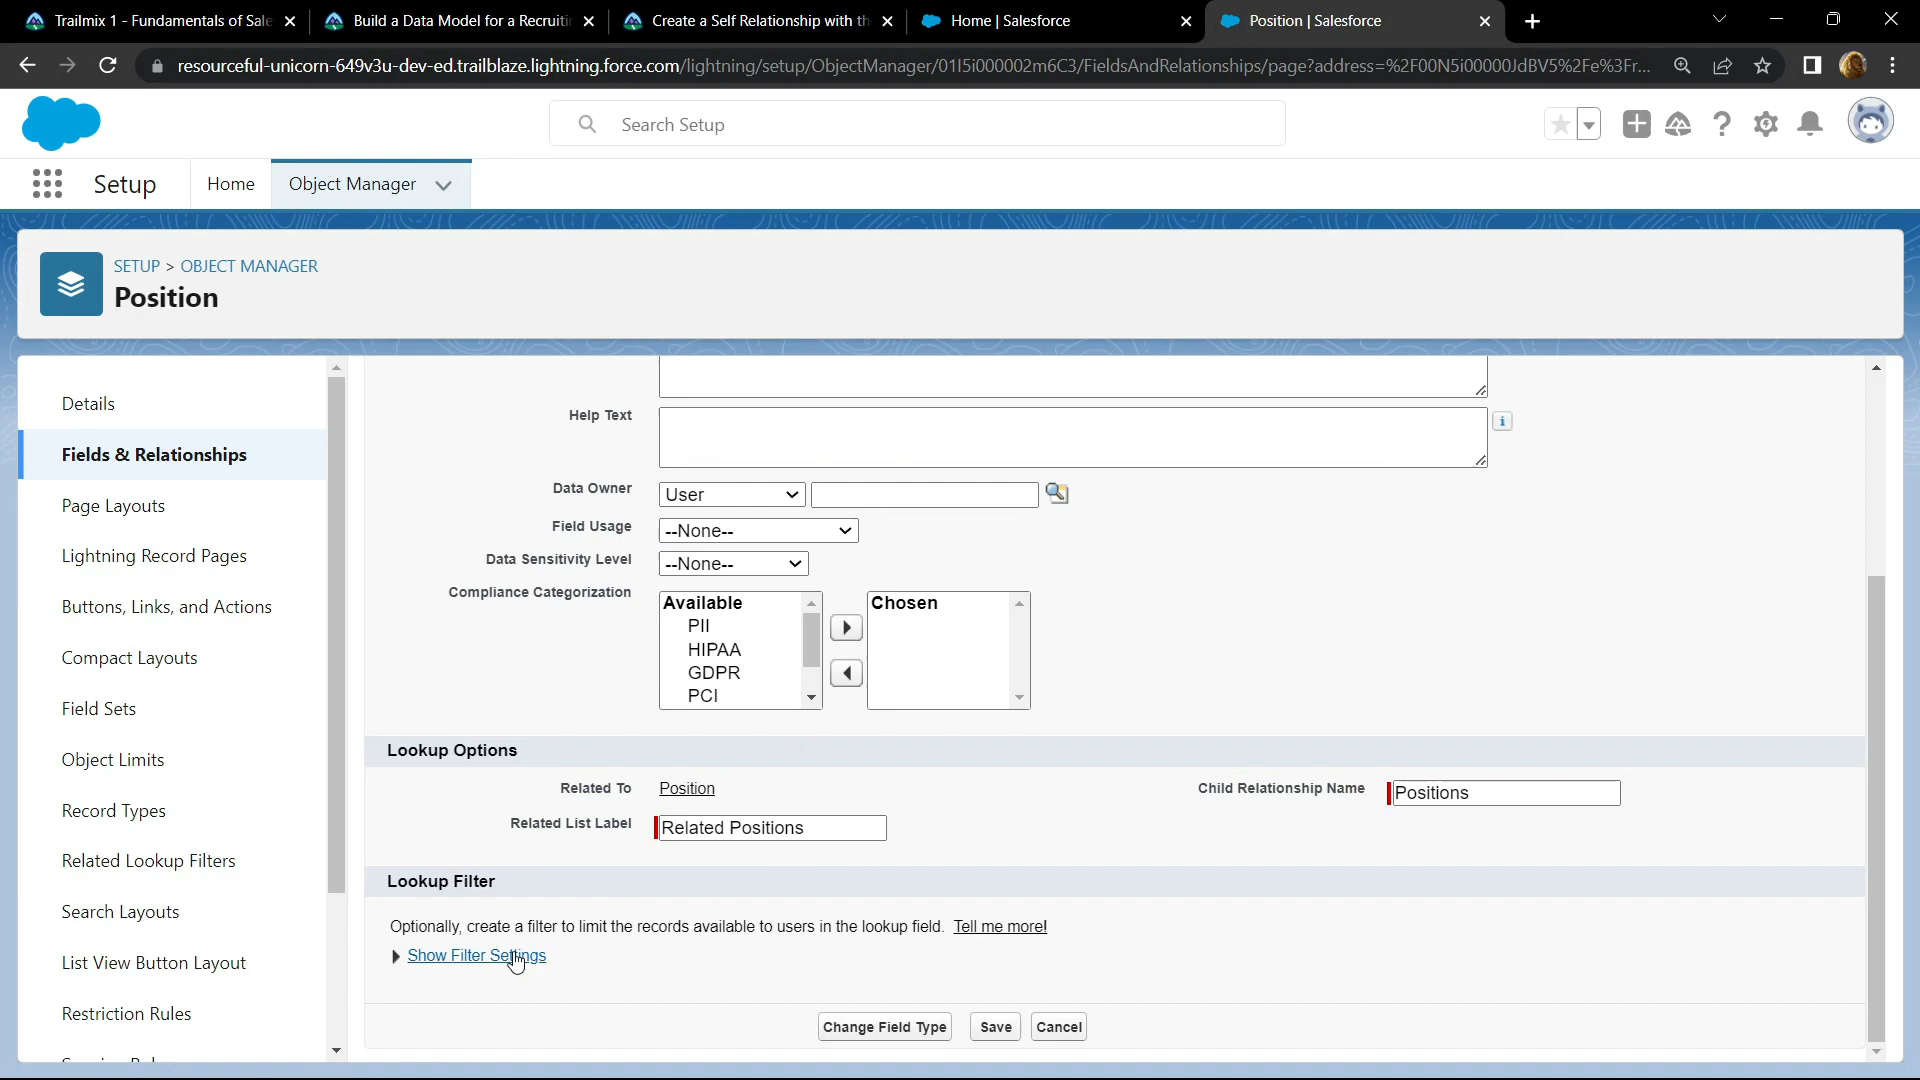 Trailmix 1 - Fundamentals of Sale
Build a Data Model for a Recruiti
Create a Self Relationship with th
Home | Salesforce
Position | Salesforce
resourceful-unicorn-649v3u-dev-ed.trailblaze.lightning.force.com/lightning/setup/ObjectManager/01I5i000002m6C3/FieldsAndRelationships/page?address=%2F00N5i00000JdBV5%2Fe%3Fr...
Search Setup
Setup
Home
Object Manager
SETUP > OBJECT MANAGER
Position
Details
Fields & Relationships
Page Layouts
Lightning Record Pages
Buttons, Links, and Actions
Compact Layouts
Field Sets
Object Limits
Record Types
Related Lookup Filters
Search Layouts
List View Button Layout
Restriction Rules
Help Text
Data Owner User
Field Usage --None--
Data Sensitivity Level --None--
Compliance Categorization
Available
PII
HIPAA
GDPR
PCI
Chosen
Lookup Options
Related To Position
Child Relationship Name Positions
Related List Label Related Positions
Lookup Filter
Optionally, create a filter to limit the records available to users in the lookup field. Tell me more!
Show Filter Settings
Change Field Type Save Cancel